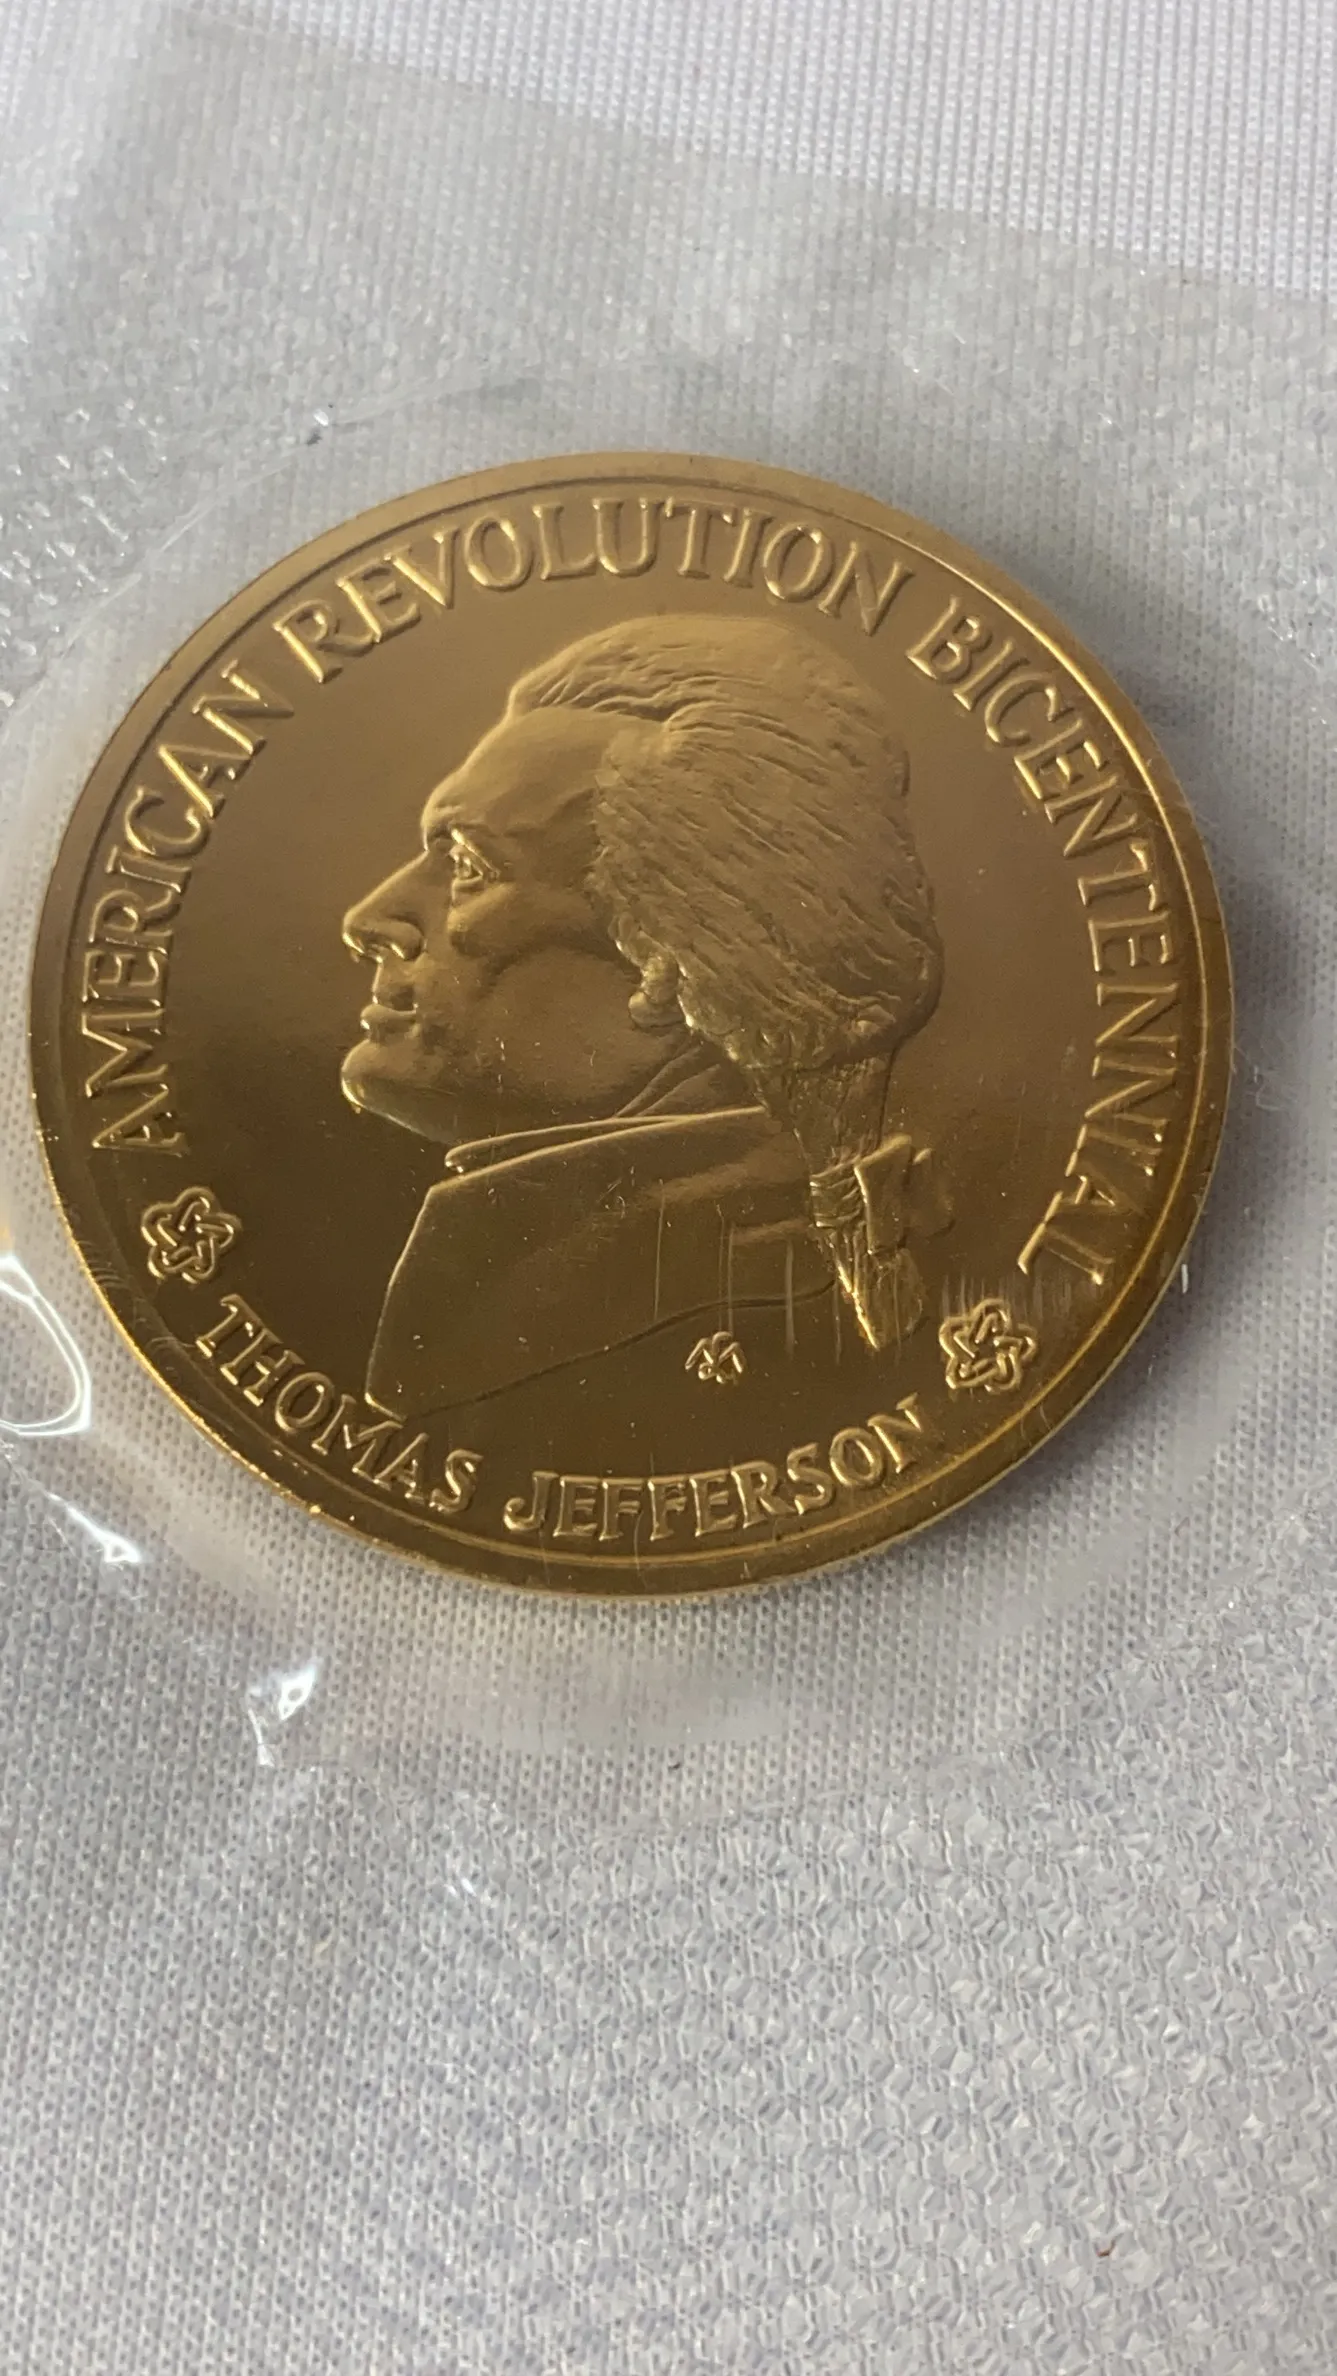 AMERICAN REVOLUTION BICENTENNIAL
THOMAS JEFFERSON